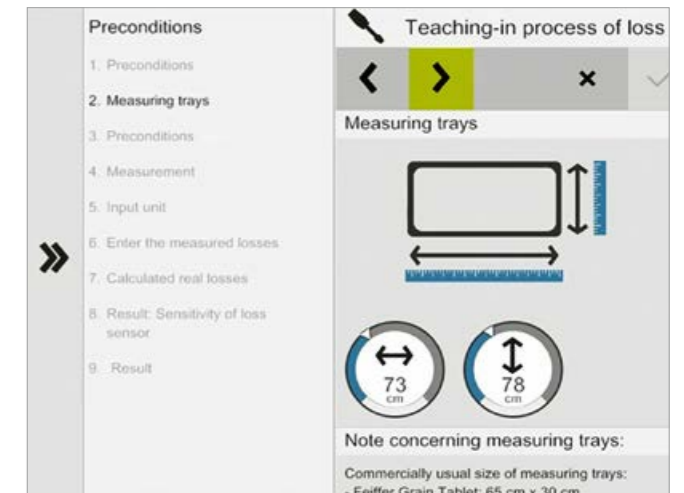 Preconditions
1. Preconditions
2. Measuring trays
3. Preconditions
4. Measurement
5. Input unit
6. Enter the measured losses
7. Calculated real losses
8. Result: Sensitivity of loss
sensor
9. Result
Teaching-in process of loss
Measuring trays
73
cm
78
cm
Note concerning measuring trays:
Commercially usual size of measuring trays:
- Feiffer Grain Tablet: 65 cm x 30 cm